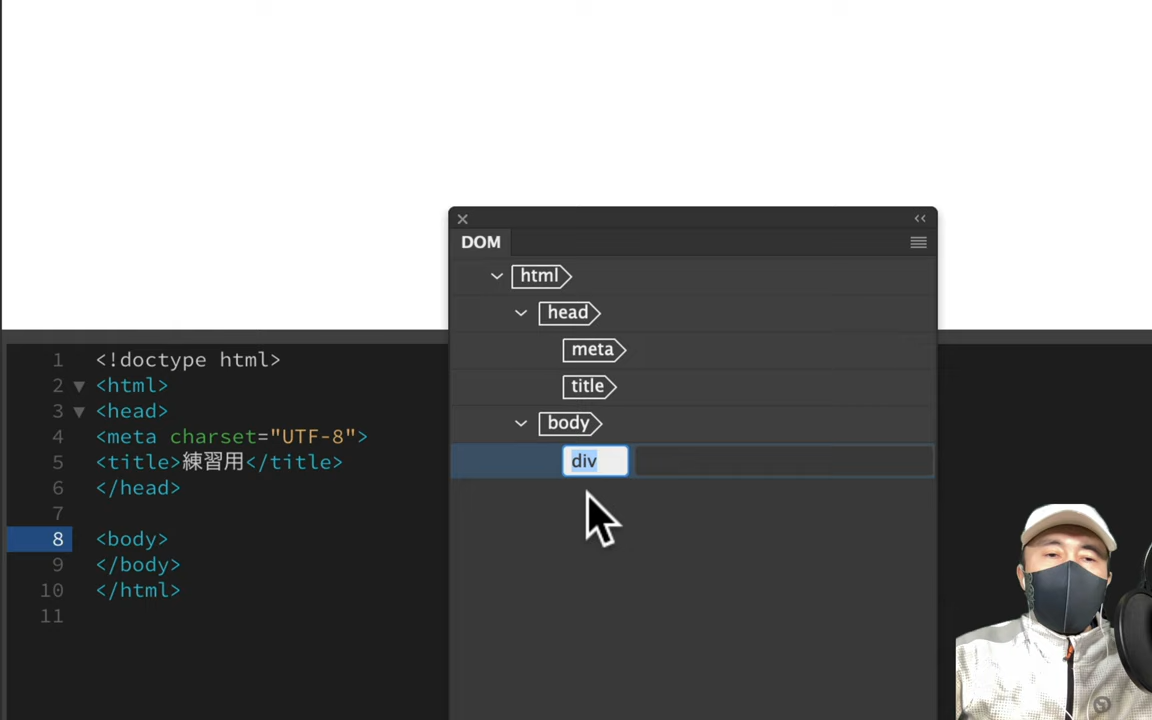 DOM
html
head
meta
title
body
div
1 <!doctype html>
2 <html>
3 <head>
4 <meta charset="UTF-8">
5 <title>練習用</title>
6 </head>
7
8 <body>
9 </body>
10 </html>
11